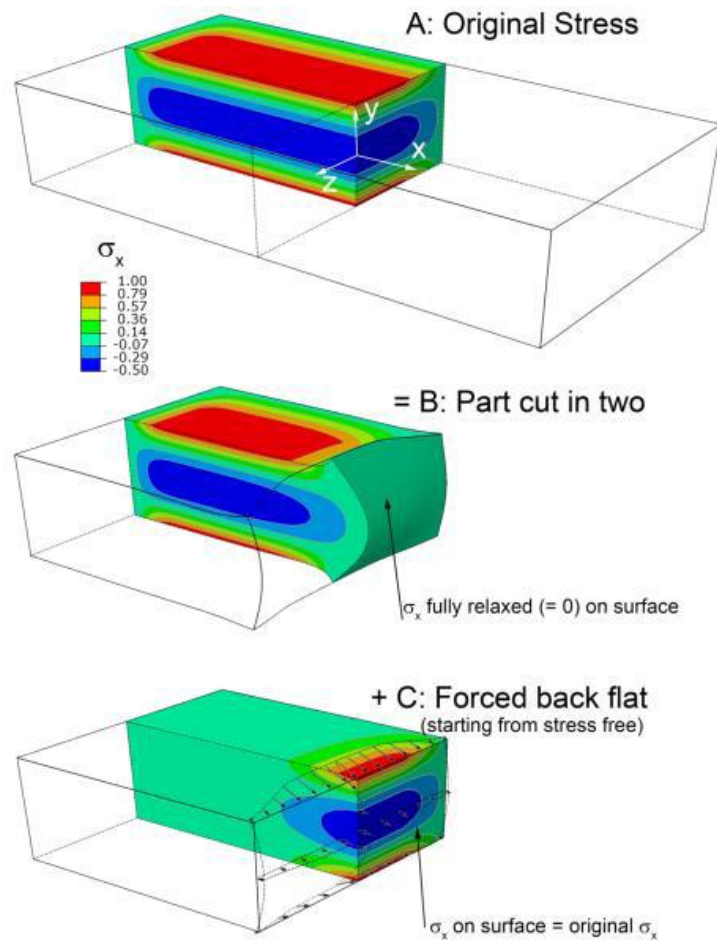 A: Original Stress
y
x
z
σx
1.00
0.79
0.57
0.36
0.14
-0.07
-0.29
-0.50
= B: Part cut in two
σx fully relaxed (= 0) on surface
+ C: Forced back flat
(starting from stress free)
σx on surface = original σx